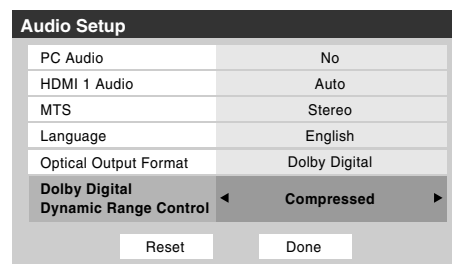 Audio Setup
PC Audio No
HDMI 1 Audio Auto
MTS Stereo
Language English
Optical Output Format Dolby Digital
Dolby Digital
Dynamic Range Control ◀ Compressed ▶
Reset Done